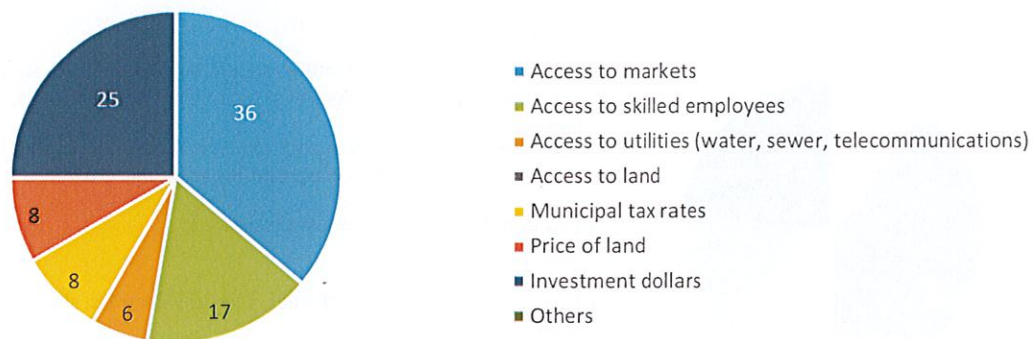 25
36
8
8
6
17
Access to markets
Access to skilled employees
Access to utilities (water, sewer, telecommunications)
Access to land
Municipal tax rates
Price of land
Investment dollars
Others